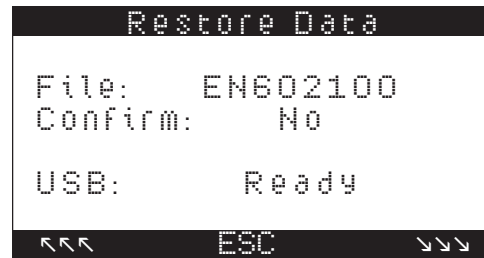 Restore Data
File: EN602100
Confirm: No
USB: Ready
↖↖↖ ESC ↘↘↘